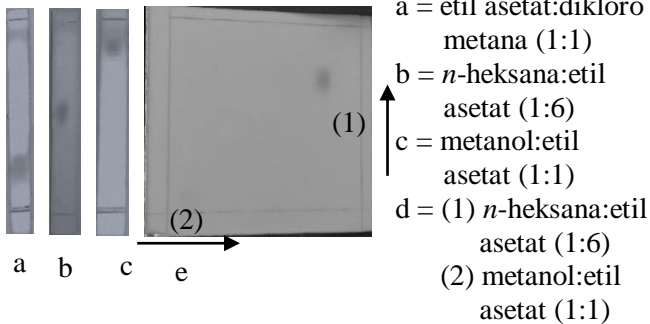 a = etil asetat:dikloro
metana (1:1)
b = n-heksana:etil
asetat (1:6)
c = metanol:etil
asetat (1:1)
d = (1) n-heksana:etil
asetat (1:6)
(2) metanol:etil
asetat (1:1)
(1)
(2)
a b c e